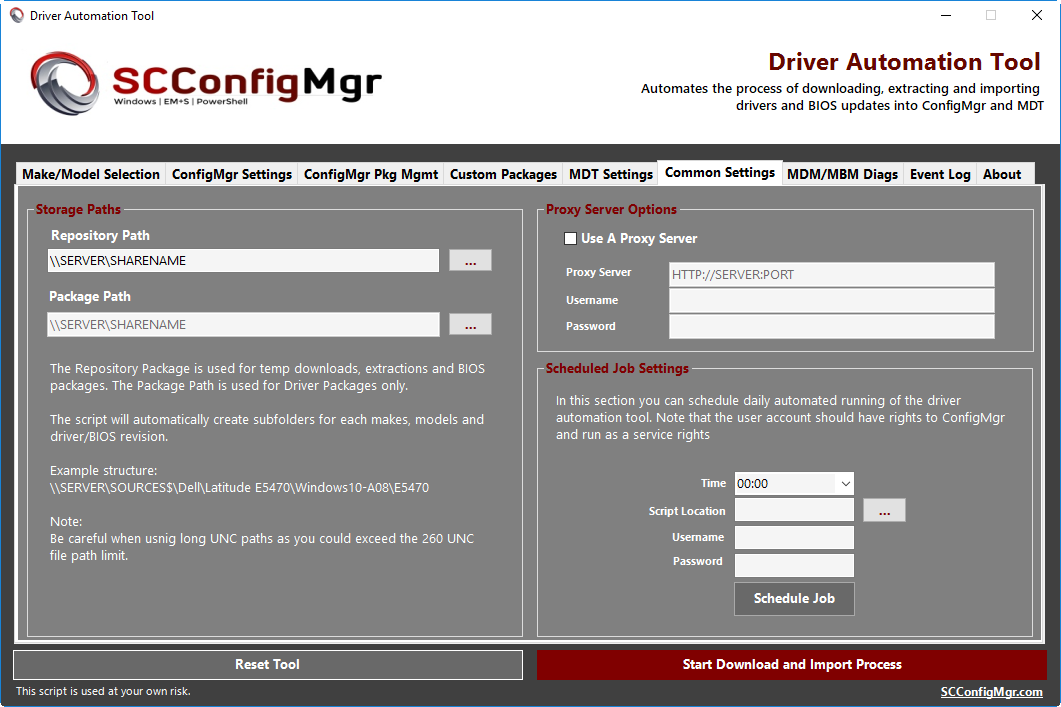 Driver Automation Tool
SCConfigMgr
Windows | EM+S | PowerShell
Driver Automation Tool
Automates the process of downloading, extracting and importing
drivers and BIOS updates into ConfigMgr and MDT
Make/Model Selection ConfigMgr Settings ConfigMgr Pkg Mgmt Custom Packages MDT Settings Common Settings MDM/MBM Diags Event Log About
Storage Paths
Repository Path
\\SERVER\SHARENAME ...
Package Path
\\SERVER\SHARENAME ...
The Repository Package is used for temp downloads, extractions and BIOS
packages. The Package Path is used for Driver Packages only.
The script will automatically create subfolders for each makes, models and
driver/BIOS revision.
Example structure:
\\SERVER\SOURCES$\Dell\Latitude E5470\Windows10-A08\E5470
Note:
Be careful when usnig long UNC paths as you could exceed the 260 UNC
file path limit.
Proxy Server Options
Use A Proxy Server
Proxy Server HTTP://SERVER:PORT
Username
Password
Scheduled Job Settings
In this section you can schedule daily automated running of the driver
automation tool. Note that the user account should have rights to ConfigMgr
and run as a service rights
Time 00:00
Script Location ...
Username
Password
Schedule Job
Reset Tool
Start Download and Import Process
This script is used at your own risk.
SCConfigMgr.com